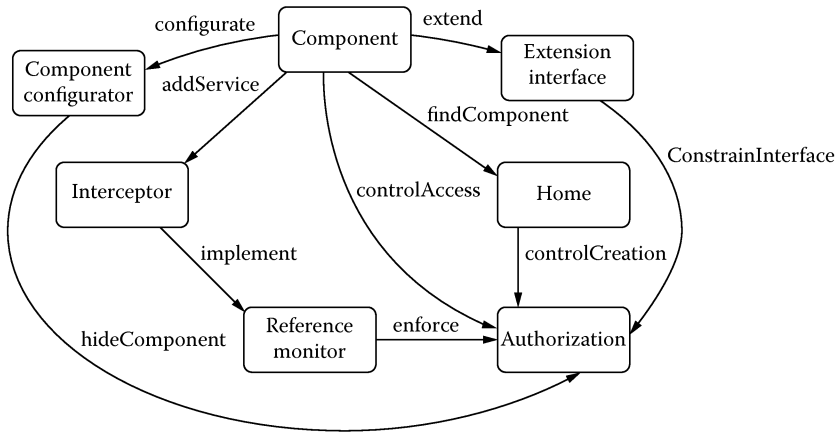 configurate
Component
extend
Component
configurator
addService
Extension
interface
findComponent
ConstrainInterface
Interceptor
controlAccess
Home
implement
controlCreation
hideComponent
Reference
monitor
enforce
Authorization